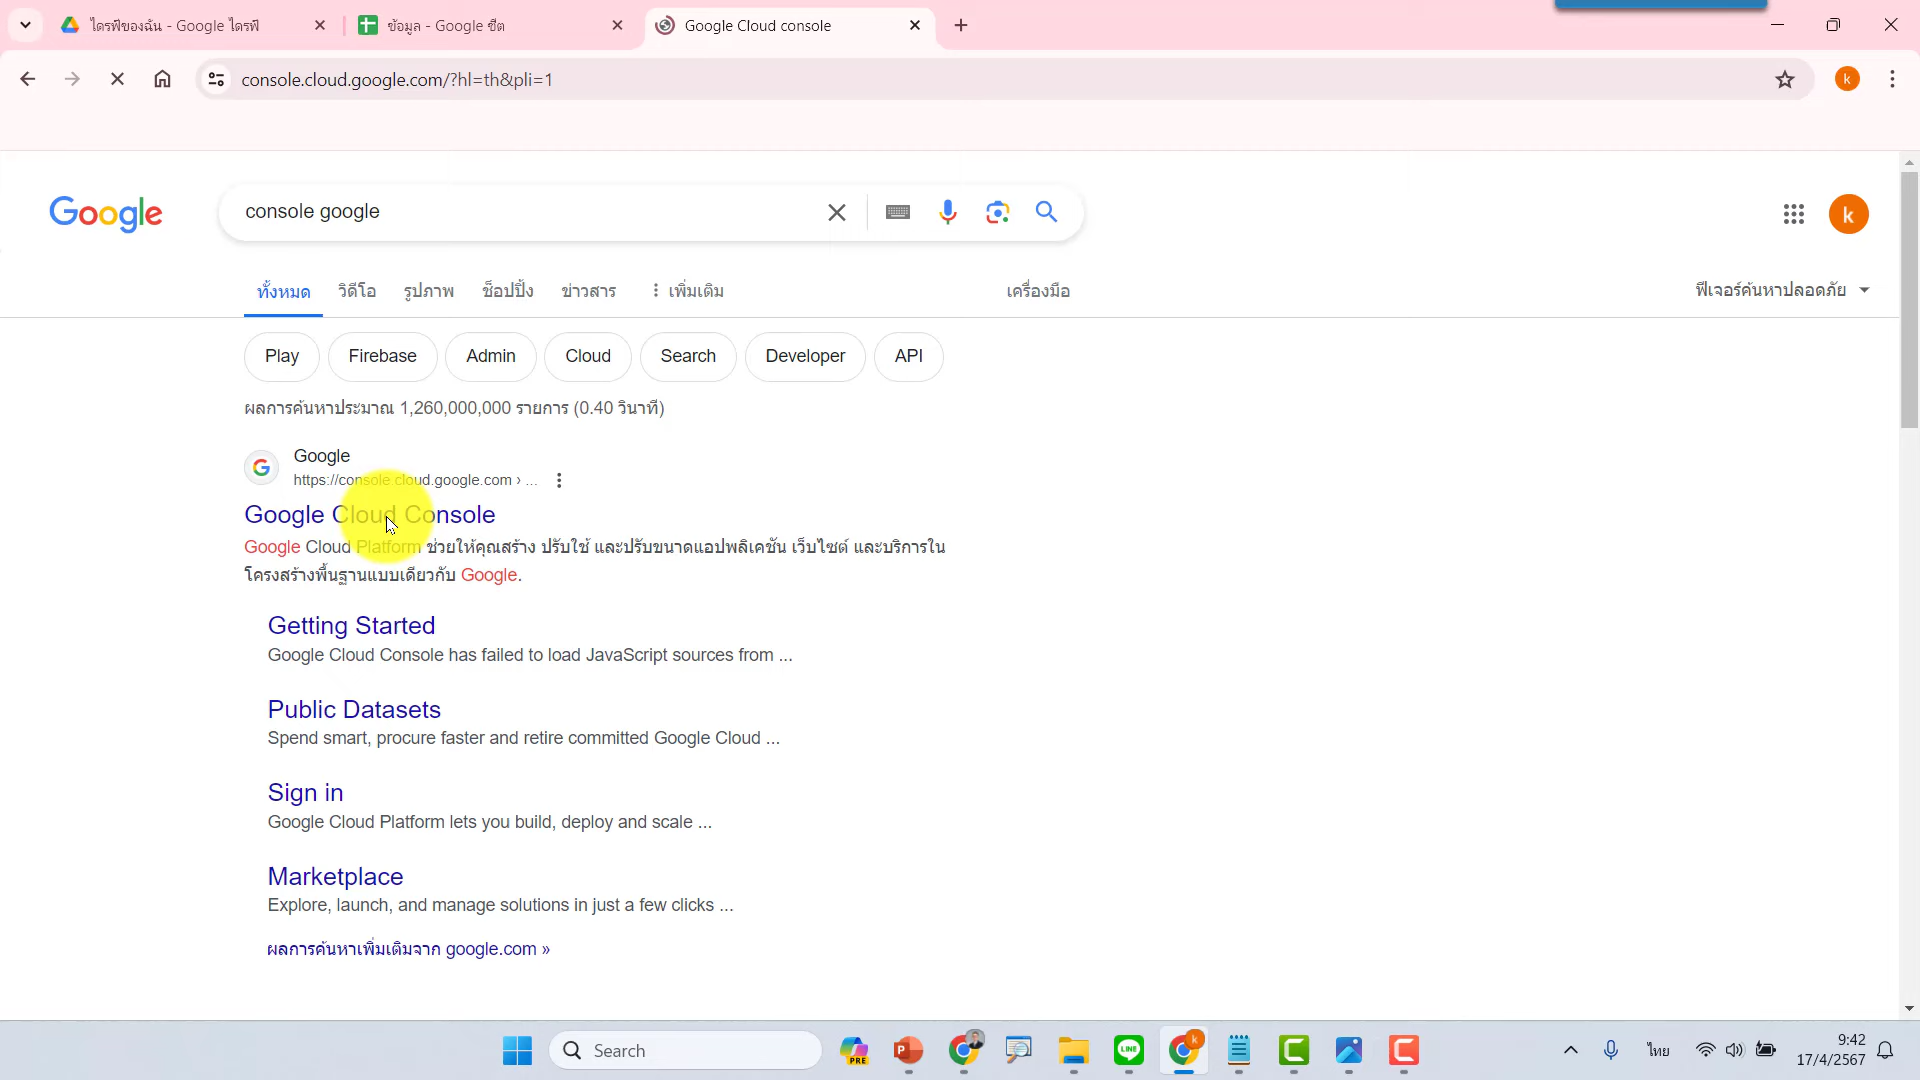 ไดรฟ์ของฉัน - Google ไดรฟ์
ข้อมูล - Google ชีต
Google Cloud console
console.cloud.google.com/?hl=th&pli=1
k
Google
console google
k
ทั้งหมด
วิดีโอ
รูปภาพ
ช็อปปิ้ง
ข่าวสาร
เพิ่มเติม
เครื่องมือ
ฟีเจอร์ค้นหาปลอดภัย
Play
Firebase
Admin
Cloud
Search
Developer
API
ผลการค้นหาประมาณ 1,260,000,000 รายการ (0.40 วินาที)
Google
https://console.cloud.google.com › ...
Google Cloud Console
Google Cloud Platform ช่วยให้คุณสร้าง ปรับใช้ และปรับขนาดแอปพลิเคชัน เว็บไซต์ และบริการใน
โครงสร้างพื้นฐานแบบเดียวกับ Google.
Getting Started
Google Cloud Console has failed to load JavaScript sources from ...
Public Datasets
Spend smart, procure faster and retire committed Google Cloud ...
Sign in
Google Cloud Platform lets you build, deploy and scale ...
Marketplace
Explore, launch, and manage solutions in just a few clicks ...
ผลการค้นหาเพิ่มเติมจาก google.com »
Search
PRE
P
LINE
k
ไทย
9:42
17/4/2567